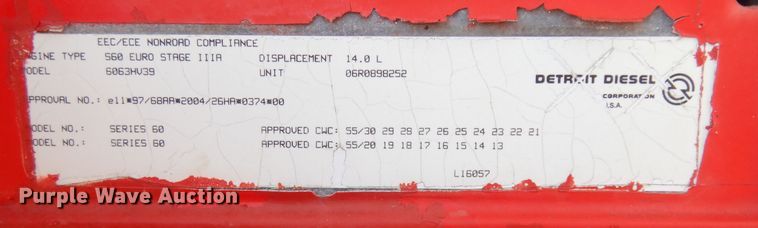 EEC/ECE NONROAD COMPLIANCE
NGINE TYPE S60 EURO STAGE IIIA DISPLACEMENT 14.0 L
MODEL 6063HV39 UNIT 06R0898252
DETROIT DIESEL
CORPORATION
U.S.A.
APPROVAL NO.: e11*97/68AA*2004/26HA*0374*00
MODEL NO.: SERIES 60 APPROVED CWC: 55/30 29 28 27 26 25 24 23 22 21
MODEL NO.: SERIES 60 APPROVED CWC: 55/20 19 18 17 16 15 14 13
L16057
Purple Wave Auction